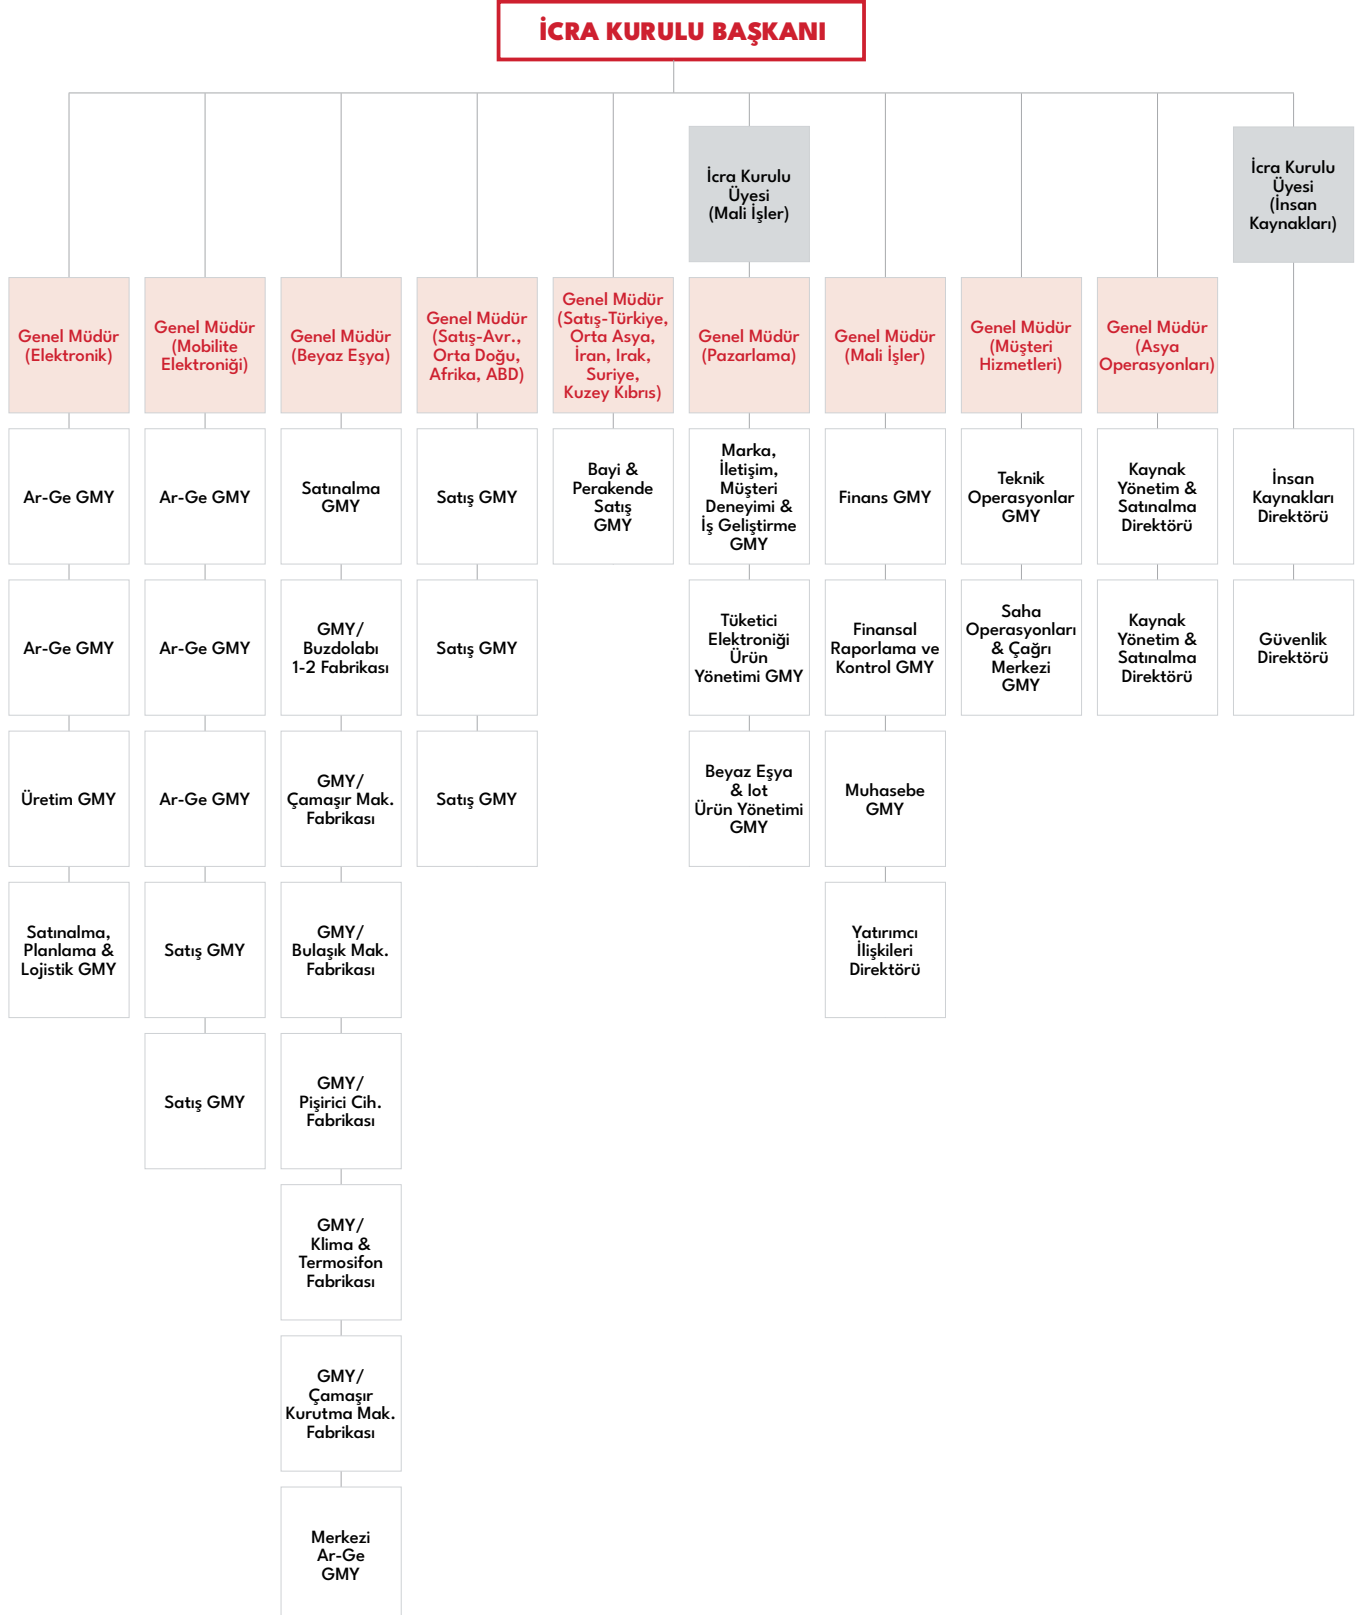 İCRA KURULU BAŞKANI
İcra Kurulu
Üyesi
(Mali İşler)
İcra Kurulu
Üyesi
(İnsan
Kaynakları)
Genel Müdür
(Elektronik)
Genel Müdür
(Mobilite
Elektroniği)
Genel Müdür
(Beyaz Eşya)
Genel Müdür
(Satış-Avr.,
Orta Doğu,
Afrika, ABD)
Genel Müdür
(Satış-Türkiye,
Orta Asya,
İran, Irak,
Suriye,
Kuzey Kıbrıs)
Genel Müdür
(Pazarlama)
Genel Müdür
(Mali İşler)
Genel Müdür
(Müşteri
Hizmetleri)
Genel Müdür
(Asya
Operasyonları)
Ar-Ge GMY
Ar-Ge GMY
Satınalma
GMY
Satış GMY
Bayi &
Perakende
Satış
GMY
Marka,
İletişim,
Müşteri
Deneyimi &
İş Geliştirme
GMY
Finans GMY
Teknik
Operasyonlar
GMY
Kaynak
Yönetim &
Satınalma
Direktörü
İnsan
Kaynakları
Direktörü
Ar-Ge GMY
Ar-Ge GMY
GMY/
Buzdolabı
1-2 Fabrikası
Satış GMY
Tüketici
Elektroniği
Ürün
Yönetimi GMY
Finansal
Raporlama ve
Kontrol GMY
Saha
Operasyonları
& Çağrı
Merkezi
GMY
Kaynak
Yönetim &
Satınalma
Direktörü
Güvenlik
Direktörü
Üretim GMY
Ar-Ge GMY
GMY/
Çamaşır Mak.
Fabrikası
Satış GMY
Beyaz Eşya
& Iot
Ürün Yönetimi
GMY
Muhasebe
GMY
Satınalma,
Planlama &
Lojistik GMY
Satış GMY
GMY/
Bulaşık Mak.
Fabrikası
Yatırımcı
İlişkileri
Direktörü
Satış GMY
GMY/
Pişirici Cih.
Fabrikası
GMY/
Klima &
Termosifon
Fabrikası
GMY/
Çamaşır
Kurutma Mak.
Fabrikası
Merkezi
Ar-Ge
GMY